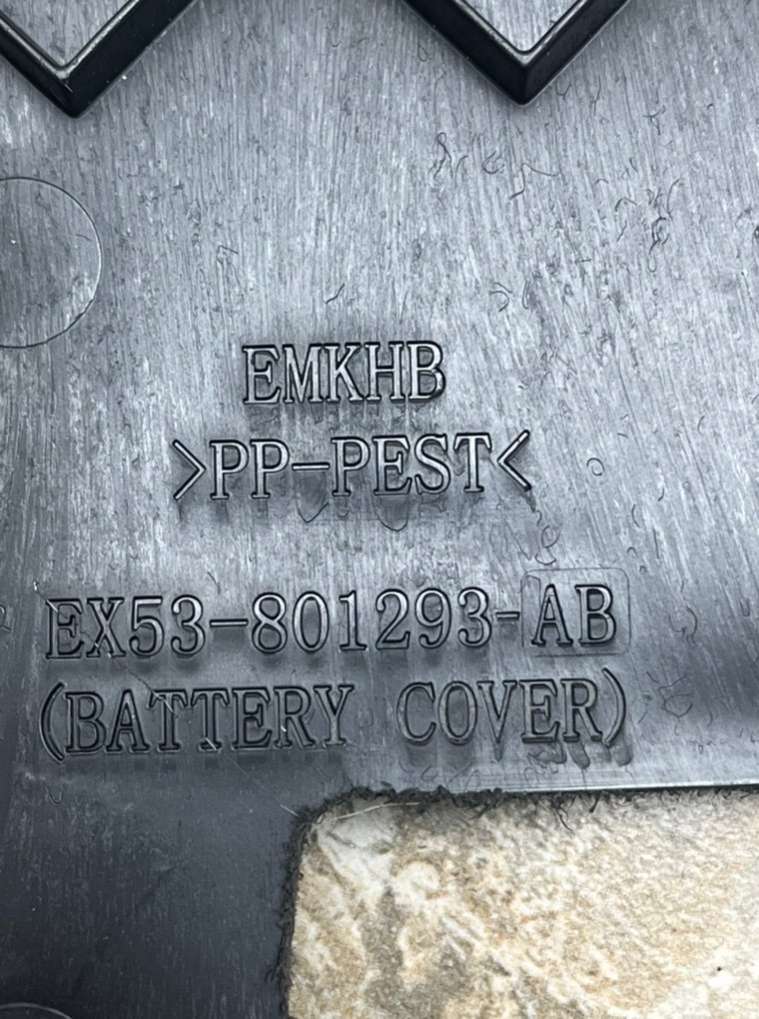 EMKHB
>PP-PEST<
EX53-801293-AB
(BATTERY COVER)